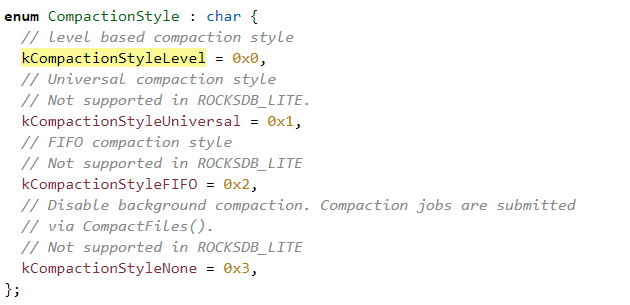 enum CompactionStyle : char {
  // level based compaction style
  kCompactionStyleLevel = 0x0,
  // Universal compaction style
  // Not supported in ROCKSDB_LITE.
  kCompactionStyleUniversal = 0x1,
  // FIFO compaction style
  // Not supported in ROCKSDB_LITE
  kCompactionStyleFIFO = 0x2,
  // Disable background compaction. Compaction jobs are submitted
  // via CompactFiles().
  // Not supported in ROCKSDB_LITE
  kCompactionStyleNone = 0x3,
};